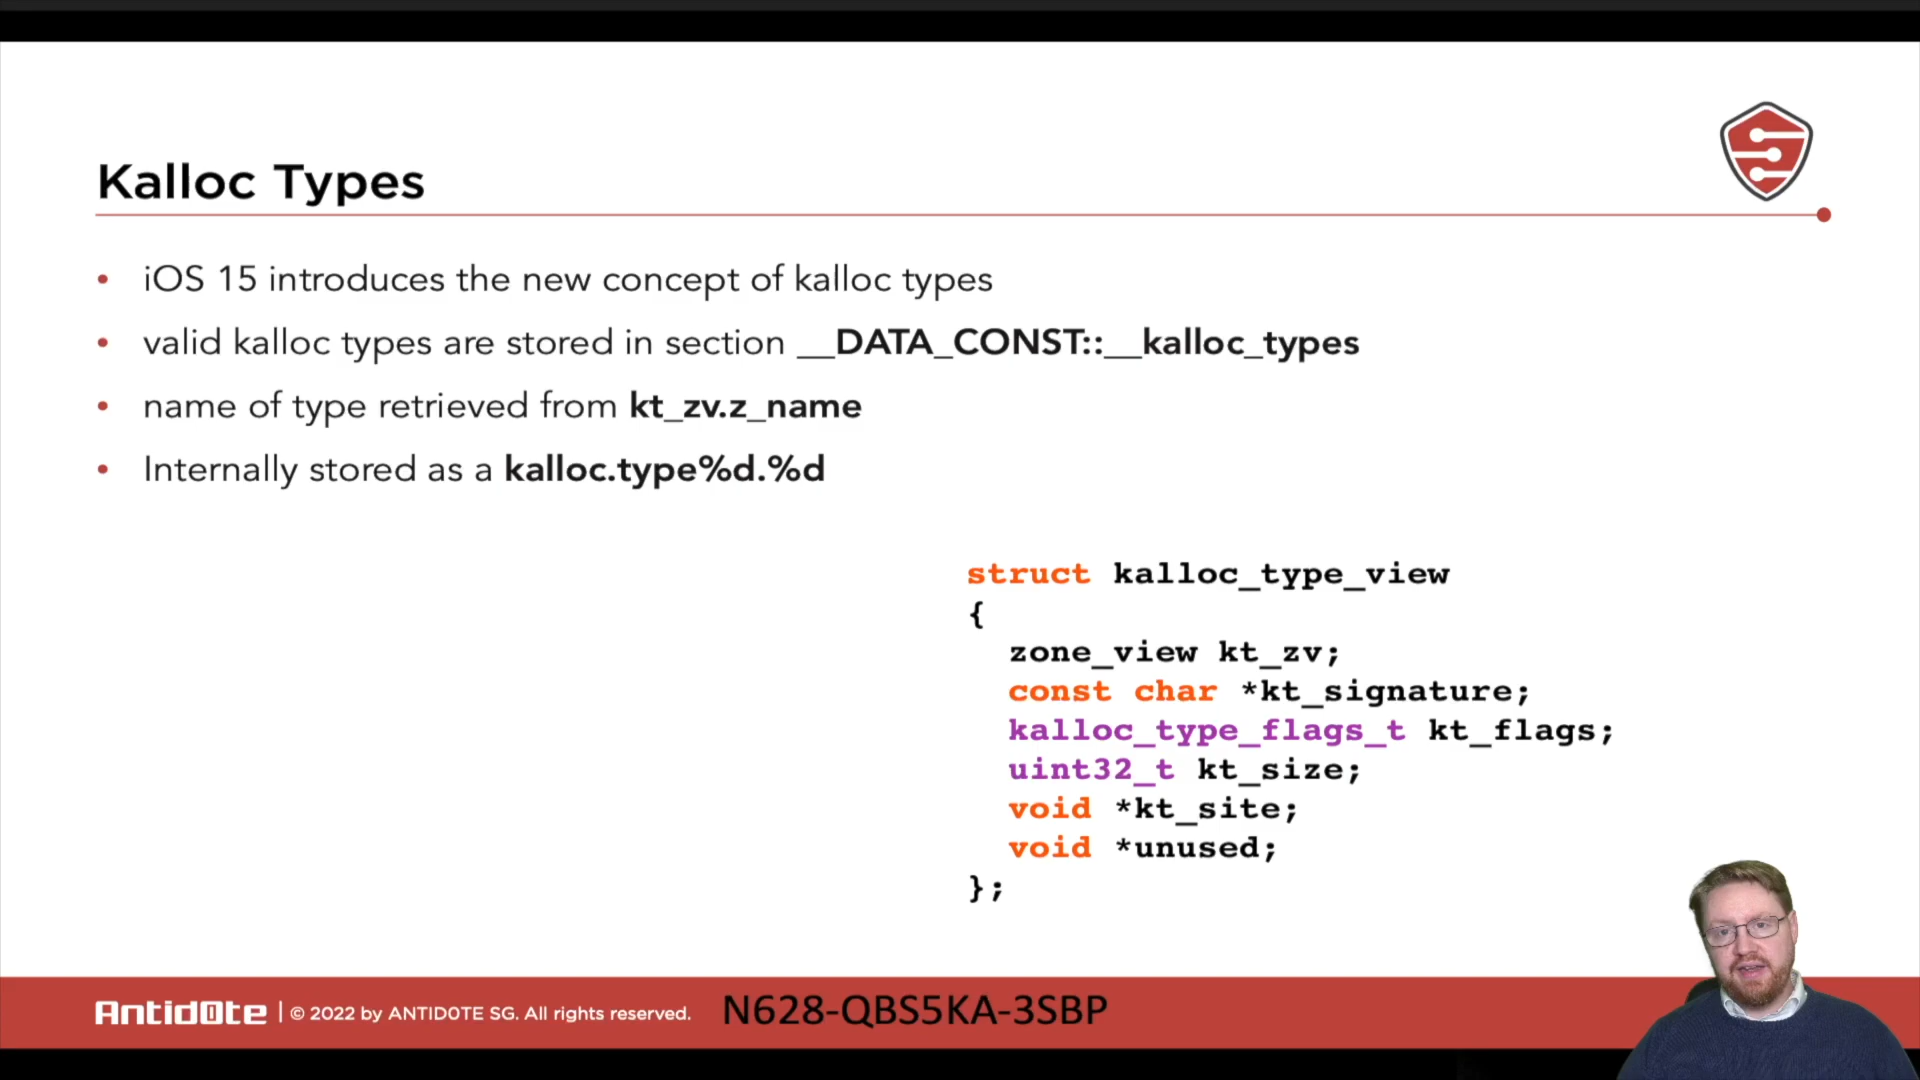 Kalloc Types
• iOS 15 introduces the new concept of kalloc types
• valid kalloc types are stored in section __DATA_CONST::__kalloc_types
• name of type retrieved from kt_zv.z_name
• Internally stored as a kalloc.type%d.%d
struct kalloc_type_view
{
zone_view kt_zv;
const char *kt_signature;
kalloc_type_flags_t kt_flags;
uint32_t kt_size;
void *kt_site;
void *unused;
};
Antid0te | © 2022 by ANTID0TE SG. All rights reserved. N628-QBS5KA-3SBP